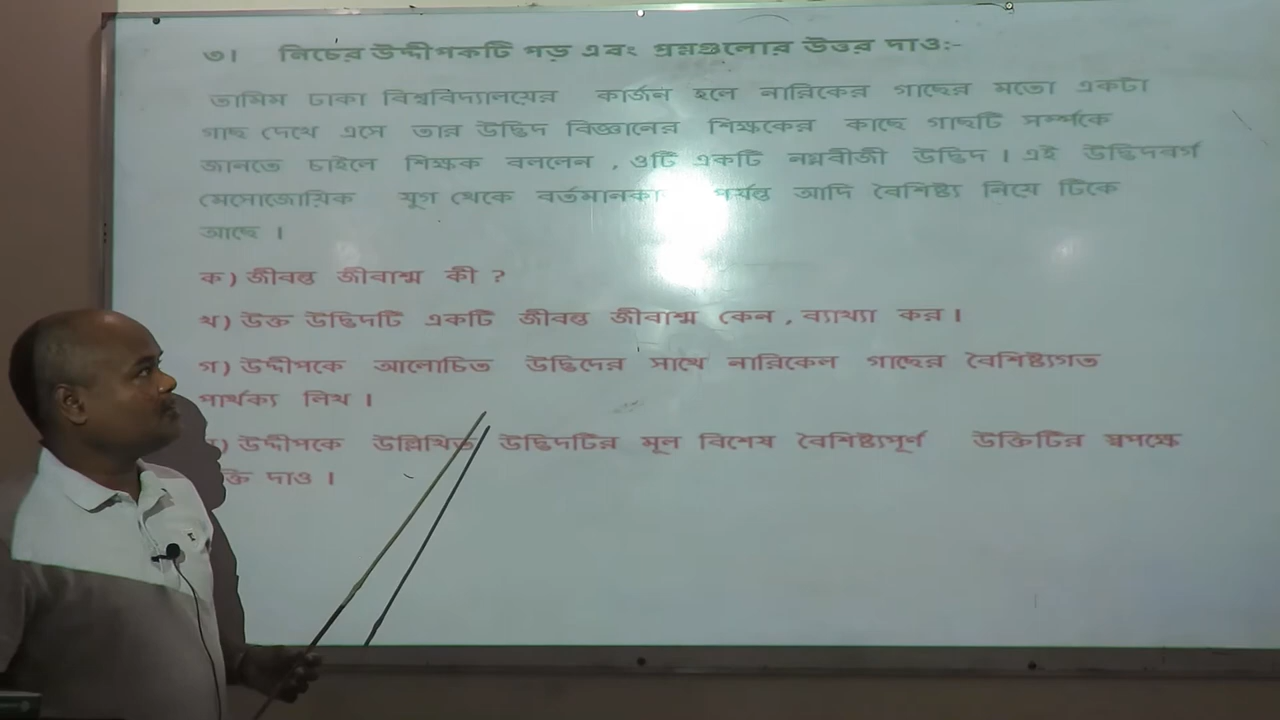 ৩। নিচের উদ্দীপকটি পড় এবং প্রশ্নগুলোর উত্তর দাও:-
তামিম ঢাকা বিশ্ববিদ্যালয়ের কার্জন হলে নারিকের গাছের মতো একটা
গাছ দেখে এসে তার উদ্ভিদ বিজ্ঞানের শিক্ষকের কাছে গাছটি সর্ম্পকে
জানতে চাইলে শিক্ষক বললেন , ওটি একটি নগ্নবীজী উদ্ভিদ । এই উদ্ভিদবর্গ
মেসোজোয়িক যুগ থেকে বর্তমানকা পর্যন্ত আদি বৈশিষ্ট্য নিয়ে টিকে
আছে ।
ক) জীবন্ত জীবাশ্ম কী ?
খ) উক্ত উদ্ভিদটি একটি জীবন্ত জীবাশ্ম কেন , ব্যাখ্যা কর ।
গ) উদ্দীপকে আলোচিত উদ্ভিদের সাথে নারিকেল গাছের বৈশিষ্ট্যগত
পার্থক্য লিখ ।
উদ্দীপকে উল্লিখিত উদ্ভিদটির মূল বিশেষ বৈশিষ্ট্যপূর্ণ উক্তিটির স্বপক্ষে
ক্তি দাও ।